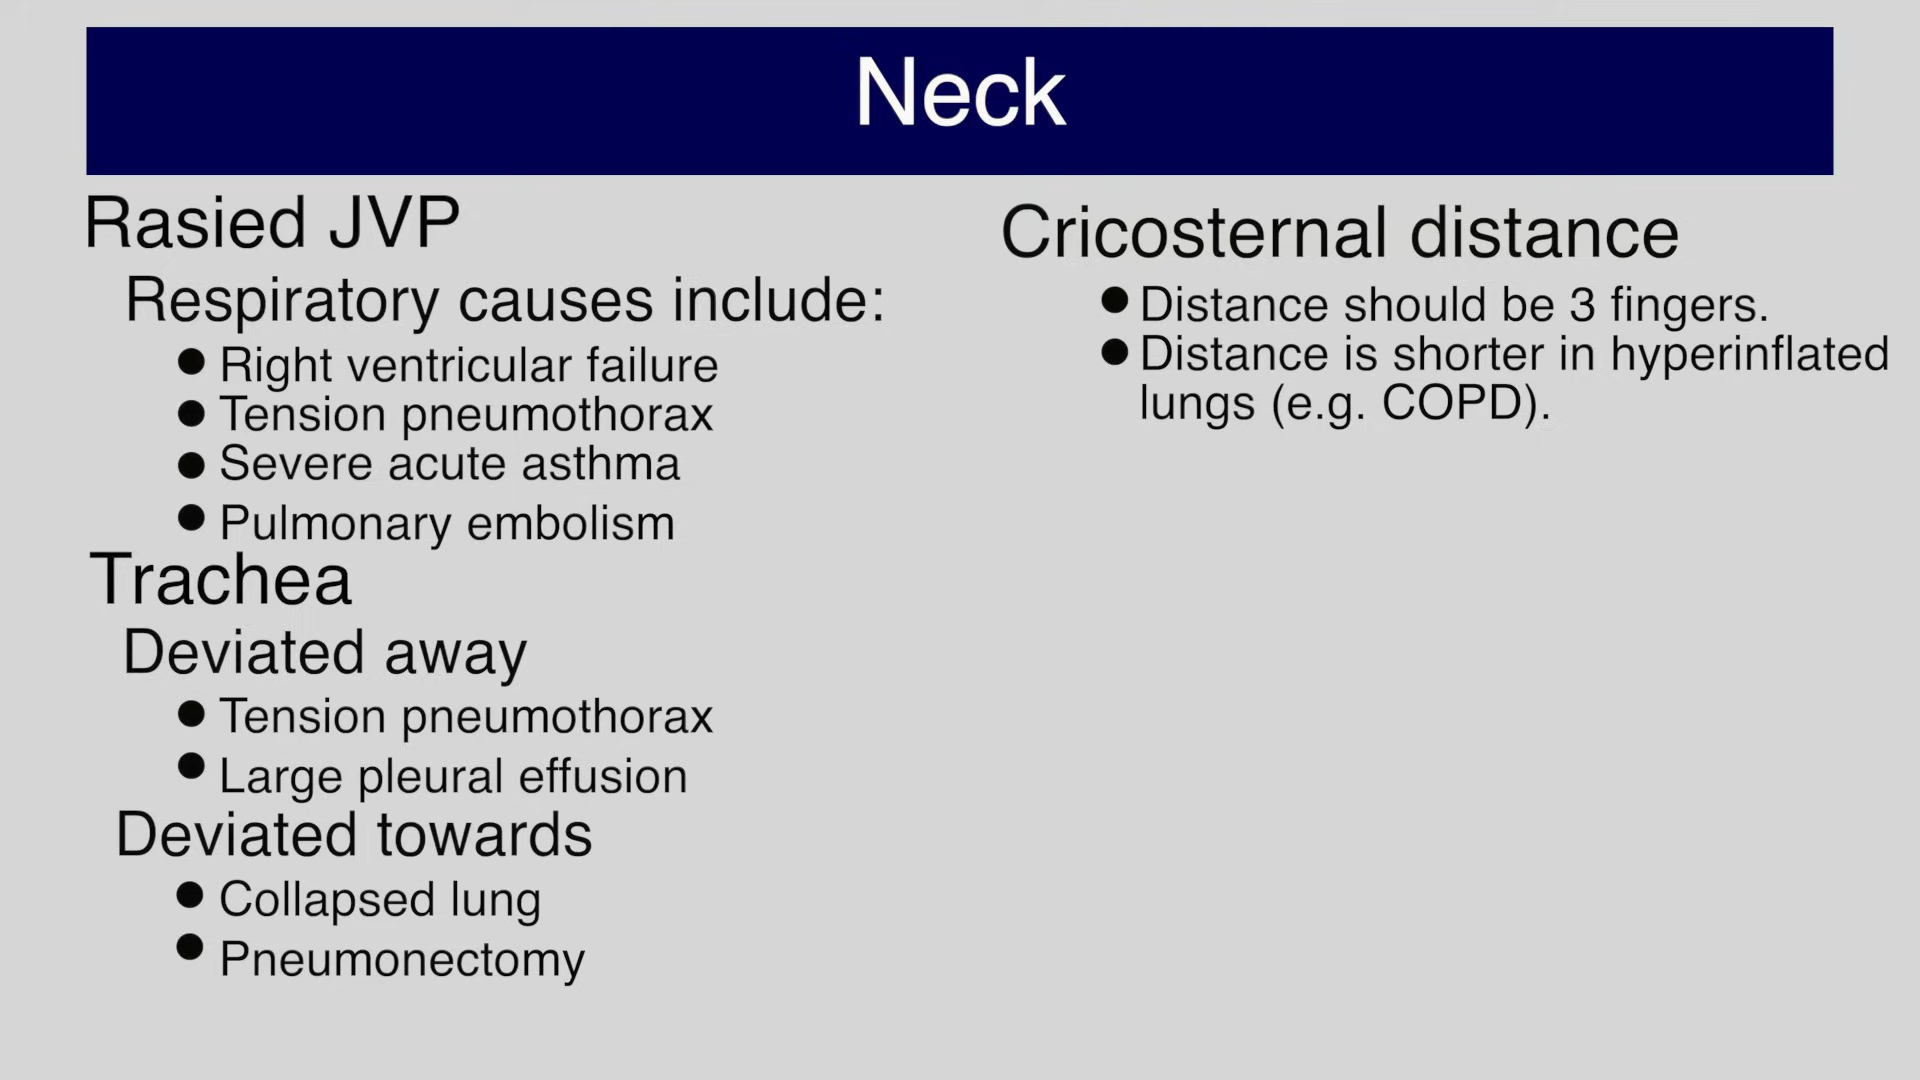 Neck
Rasied JVP
Respiratory causes include:
● Right ventricular failure
● Tension pneumothorax
● Severe acute asthma
● Pulmonary embolism
Trachea
Deviated away
● Tension pneumothorax
● Large pleural effusion
Deviated towards
● Collapsed lung
● Pneumonectomy
Cricosternal distance
● Distance should be 3 fingers.
● Distance is shorter in hyperinflated
lungs (e.g. COPD).